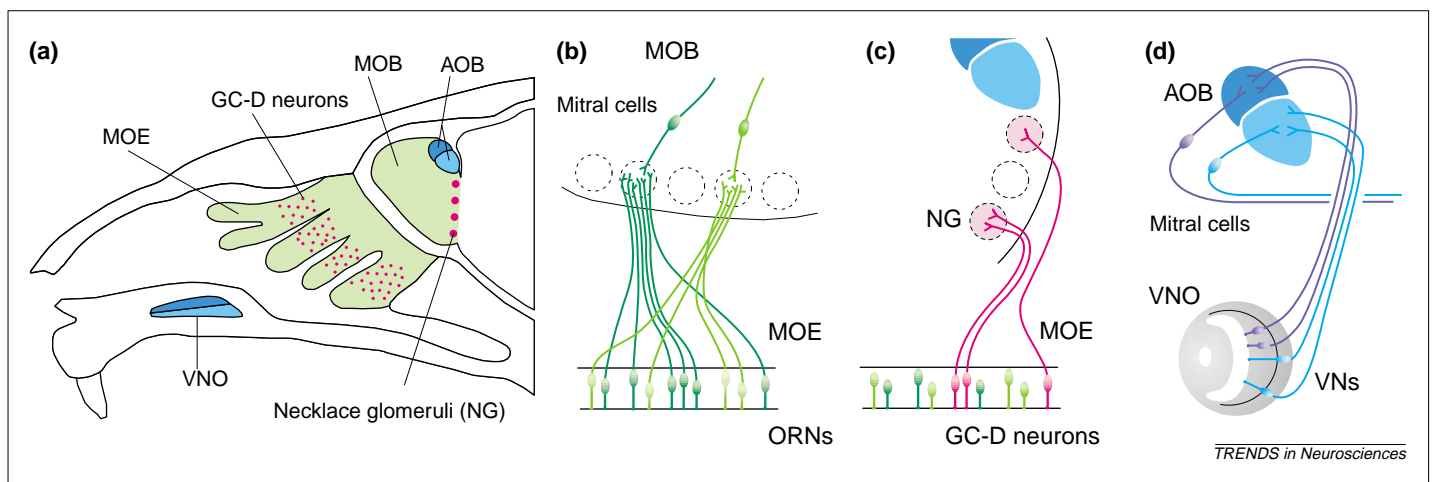 (a)
MOB
AOB
GC-D neurons
MOE
VNO
Necklace glomeruli (NG)
(b)
MOB
Mitral cells
MOE
ORNs
(c)
NG
MOE
GC-D neurons
(d)
AOB
Mitral cells
VNO
VNs
TRENDS in Neurosciences